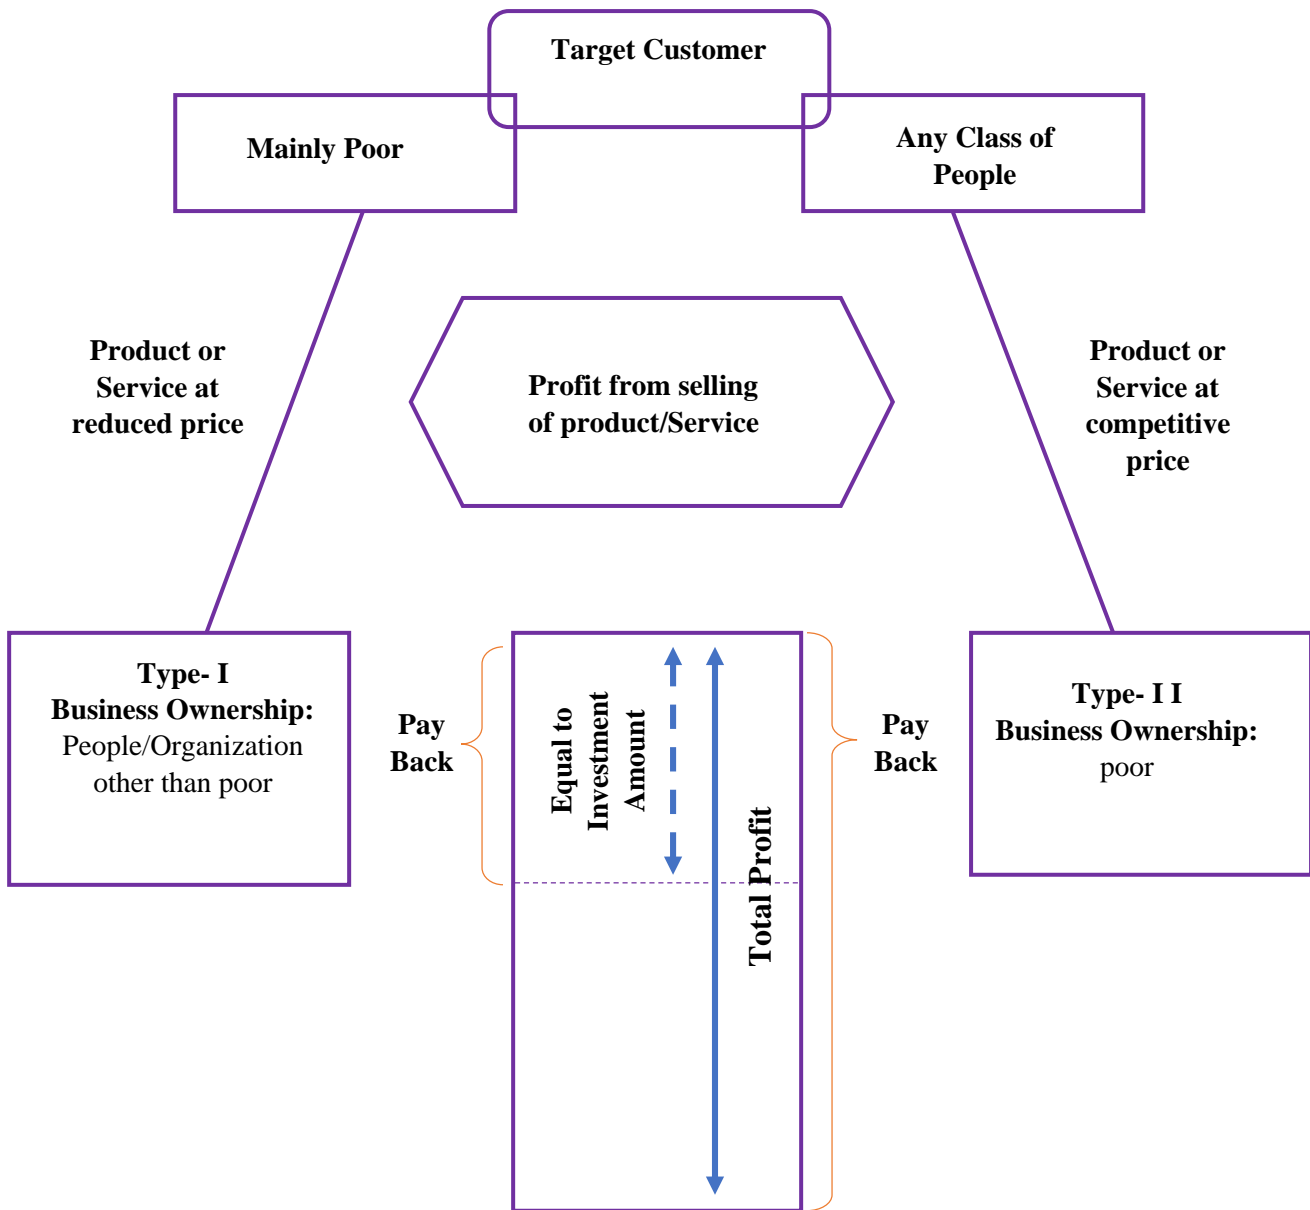 Target Customer
Mainly Poor
Any Class of
People
Product or
Service at
reduced price
Profit from selling
of product/Service
Product or
Service at
competitive
price
Type- I
Business Ownership:
People/Organization
other than poor
Pay
Back
Equal to
Investment
Amount
Total Profit
Pay
Back
Type- I I
Business Ownership:
poor